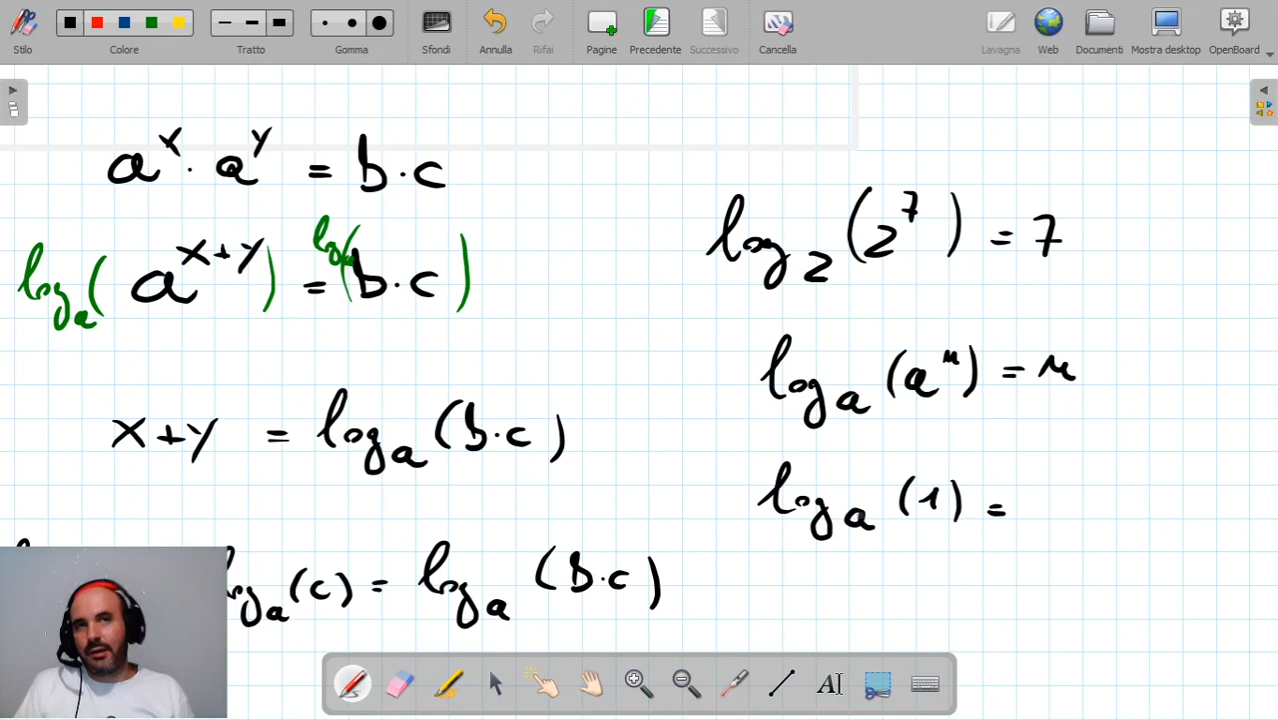 Stilo Colore Tratto Gomma Sfondi Annulla Rifai Pagine Precedente Successivo Cancella Lavagna Web Documenti Mostra desktop OpenBoard
a^x · a^y = b·c
log_a( a^(x+y) ) = log_a( b·c )
x+y = log_a (b·c)
log_a (c) = log_a (b·c)
log_2 (2^7) = 7
log_a (a^n) = n
log_a (1) =